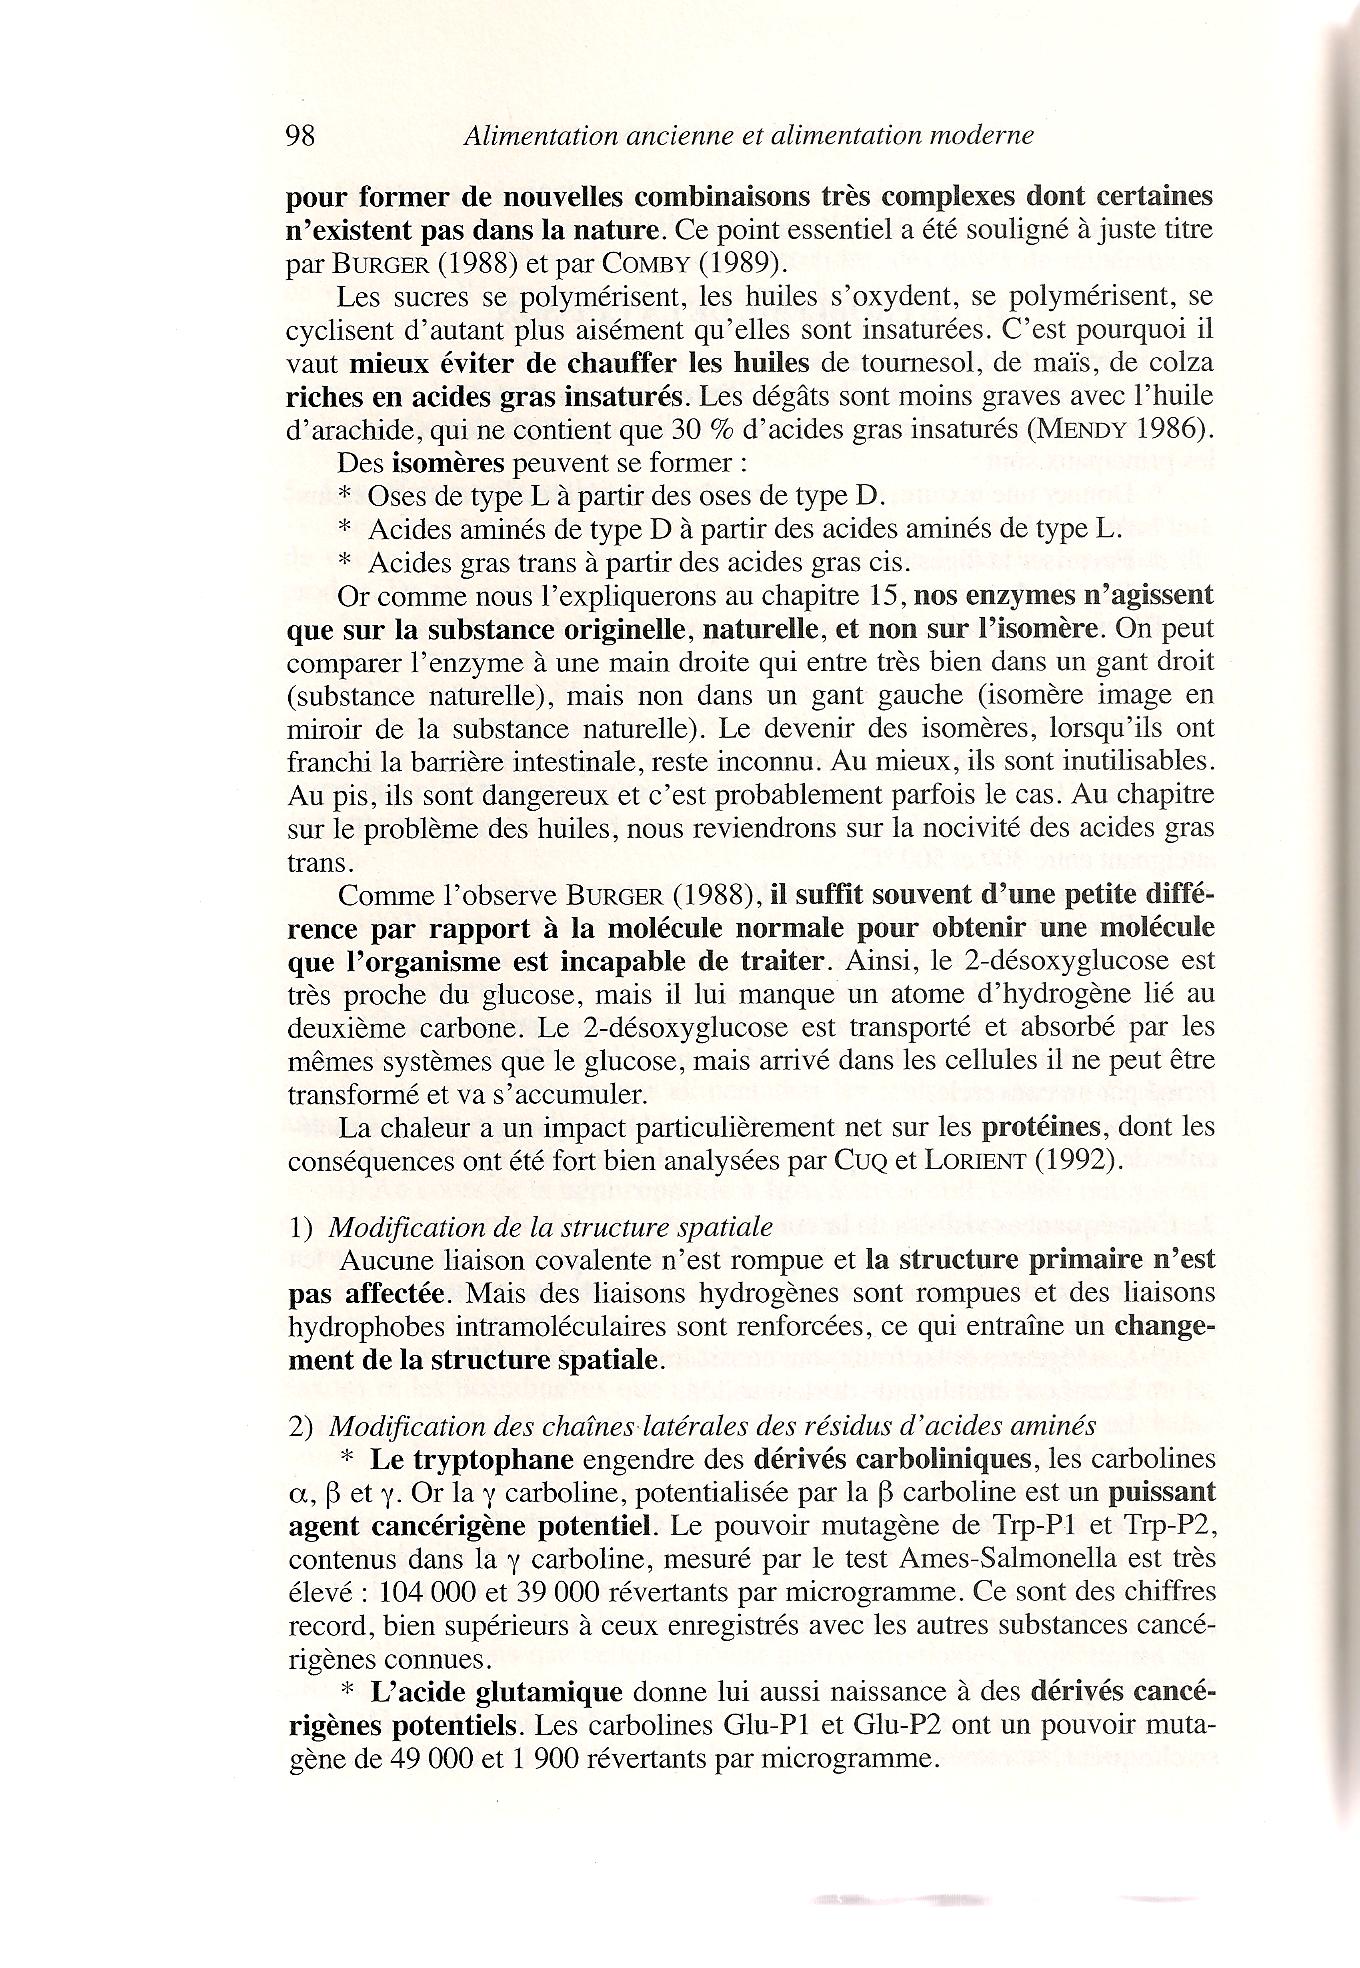 98 Alimentation ancienne et alimentation moderne
pour former de nouvelles combinaisons très complexes dont certaines
n'existent pas dans la nature. Ce point essentiel a été souligné à juste titre
par BURGER (1988) et par COMBY (1989).
Les sucres se polymérisent, les huiles s'oxydent, se polymérisent, se
cyclisent d'autant plus aisément qu'elles sont insaturées. C'est pourquoi il
vaut mieux éviter de chauffer les huiles de tournesol, de maïs, de colza
riches en acides gras insaturés. Les dégâts sont moins graves avec l'huile
d'arachide, qui ne contient que 30 % d'acides gras insaturés (MENDY 1986).
Des isomères peuvent se former :
* Oses de type L à partir des oses de type D.
* Acides aminés de type D à partir des acides aminés de type L.
* Acides gras trans à partir des acides gras cis.
Or comme nous l'expliquerons au chapitre 15, nos enzymes n'agissent
que sur la substance originelle, naturelle, et non sur l'isomère. On peut
comparer l'enzyme à une main droite qui entre très bien dans un gant droit
(substance naturelle), mais non dans un gant gauche (isomère image en
miroir de la substance naturelle). Le devenir des isomères, lorsqu'ils ont
franchi la barrière intestinale, reste inconnu. Au mieux, ils sont inutilisables.
Au pis, ils sont dangereux et c'est probablement parfois le cas. Au chapitre
sur le problème des huiles, nous reviendrons sur la nocivité des acides gras
trans.
Comme l'observe BURGER (1988), il suffit souvent d'une petite diffé-
rence par rapport à la molécule normale pour obtenir une molécule
que l'organisme est incapable de traiter. Ainsi, le 2-désoxyglucose est
très proche du glucose, mais il lui manque un atome d'hydrogène lié au
deuxième carbone. Le 2-désoxyglucose est transporté et absorbé par les
mêmes systèmes que le glucose, mais arrivé dans les cellules il ne peut être
transformé et va s'accumuler.
La chaleur a un impact particulièrement net sur les protéines, dont les
conséquences ont été fort bien analysées par CUQ et LORIENT (1992).
1) Modification de la structure spatiale
Aucune liaison covalente n'est rompue et la structure primaire n'est
pas affectée. Mais des liaisons hydrogènes sont rompues et des liaisons
hydrophobes intramoléculaires sont renforcées, ce qui entraîne un change-
ment de la structure spatiale.
2) Modification des chaînes latérales des résidus d'acides aminés
* Le tryptophane engendre des dérivés carboliniques, les carbolines
α, β et γ. Or la γ carboline, potentialisée par la β carboline est un puissant
agent cancérigène potentiel. Le pouvoir mutagène de Trp-P1 et Trp-P2,
contenus dans la γ carboline, mesuré par le test Ames-Salmonella est très
élevé : 104 000 et 39 000 révertants par microgramme. Ce sont des chiffres
record, bien supérieurs à ceux enregistrés avec les autres substances cancé-
rigènes connues.
* L'acide glutamique donne lui aussi naissance à des dérivés cancé-
rigènes potentiels. Les carbolines Glu-P1 et Glu-P2 ont un pouvoir muta-
gène de 49 000 et 1 900 révertants par microgramme.